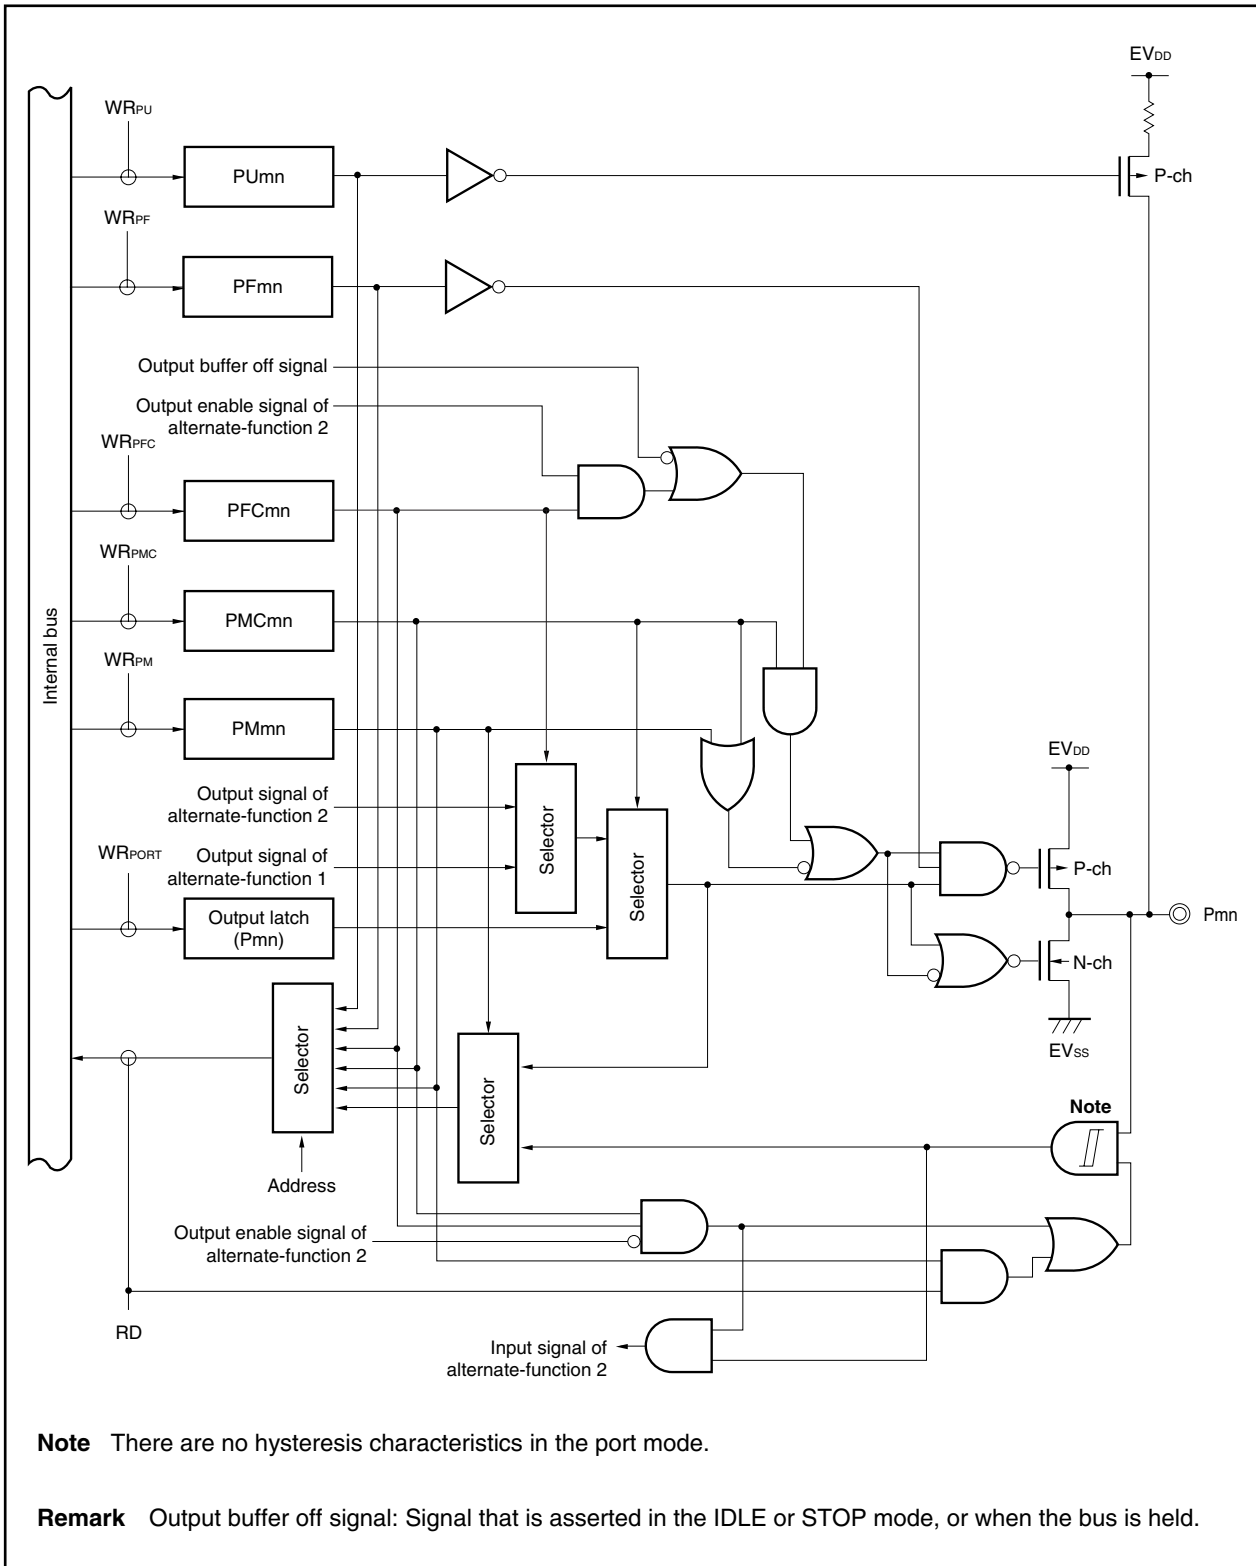 EVDD
WRPU
PUmn
P-ch
WRPF
PFmn
Output buffer off signal
Output enable signal of
alternate-function 2
WRPFC
PFCmn
WRPMC
PMCmn
Internal bus
WRPM
PMmn
EVDD
Output signal of
alternate-function 2
Selector
WRPORT
Output signal of
alternate-function 1
Selector
P-ch
Output latch
(Pmn)
Pmn
N-ch
Selector
EVSS
Selector
Note
Address
Output enable signal of
alternate-function 2
RD
Input signal of
alternate-function 2
Note There are no hysteresis characteristics in the port mode.
Remark Output buffer off signal: Signal that is asserted in the IDLE or STOP mode, or when the bus is held.